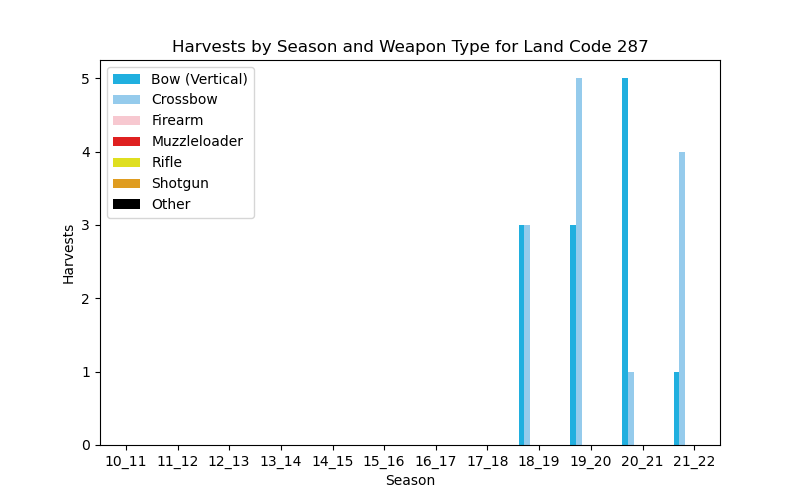 Harvests by Season and Weapon Type for Land Code 287
Bow (Vertical)
Crossbow
Firearm
Muzzleloader
Rifle
Shotgun
Other
5
4
3
2
1
0
Harvests
10_11 11_12 12_13 13_14 14_15 15_16 16_17 17_18 18_19 19_20 20_21 21_22
Season